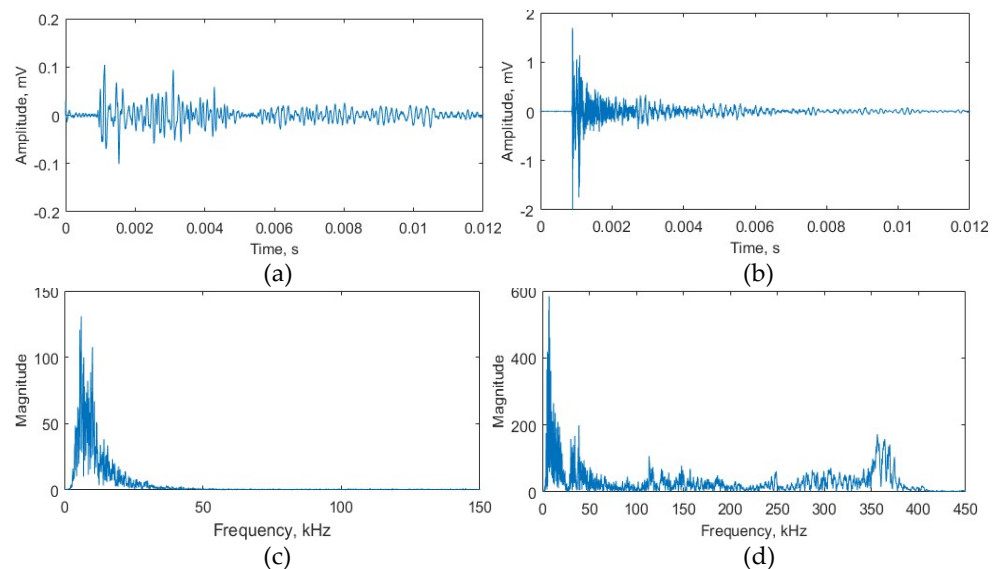 0.2
0.1
0
-0.1
-0.2
Amplitude, mV
0 0.002 0.004 0.006 0.008 0.01 0.012
Time, s
(a)
2
1
0
-1
-2
Amplitude, mV
0 0.002 0.004 0.006 0.008 0.01 0.012
Time, s
(b)
150
100
50
0
Magnitude
0 50 100 150
Frequency, kHz
(c)
600
400
200
0
Magnitude
0 50 100 150 200 250 300 350 400 450
Frequency, kHz
(d)